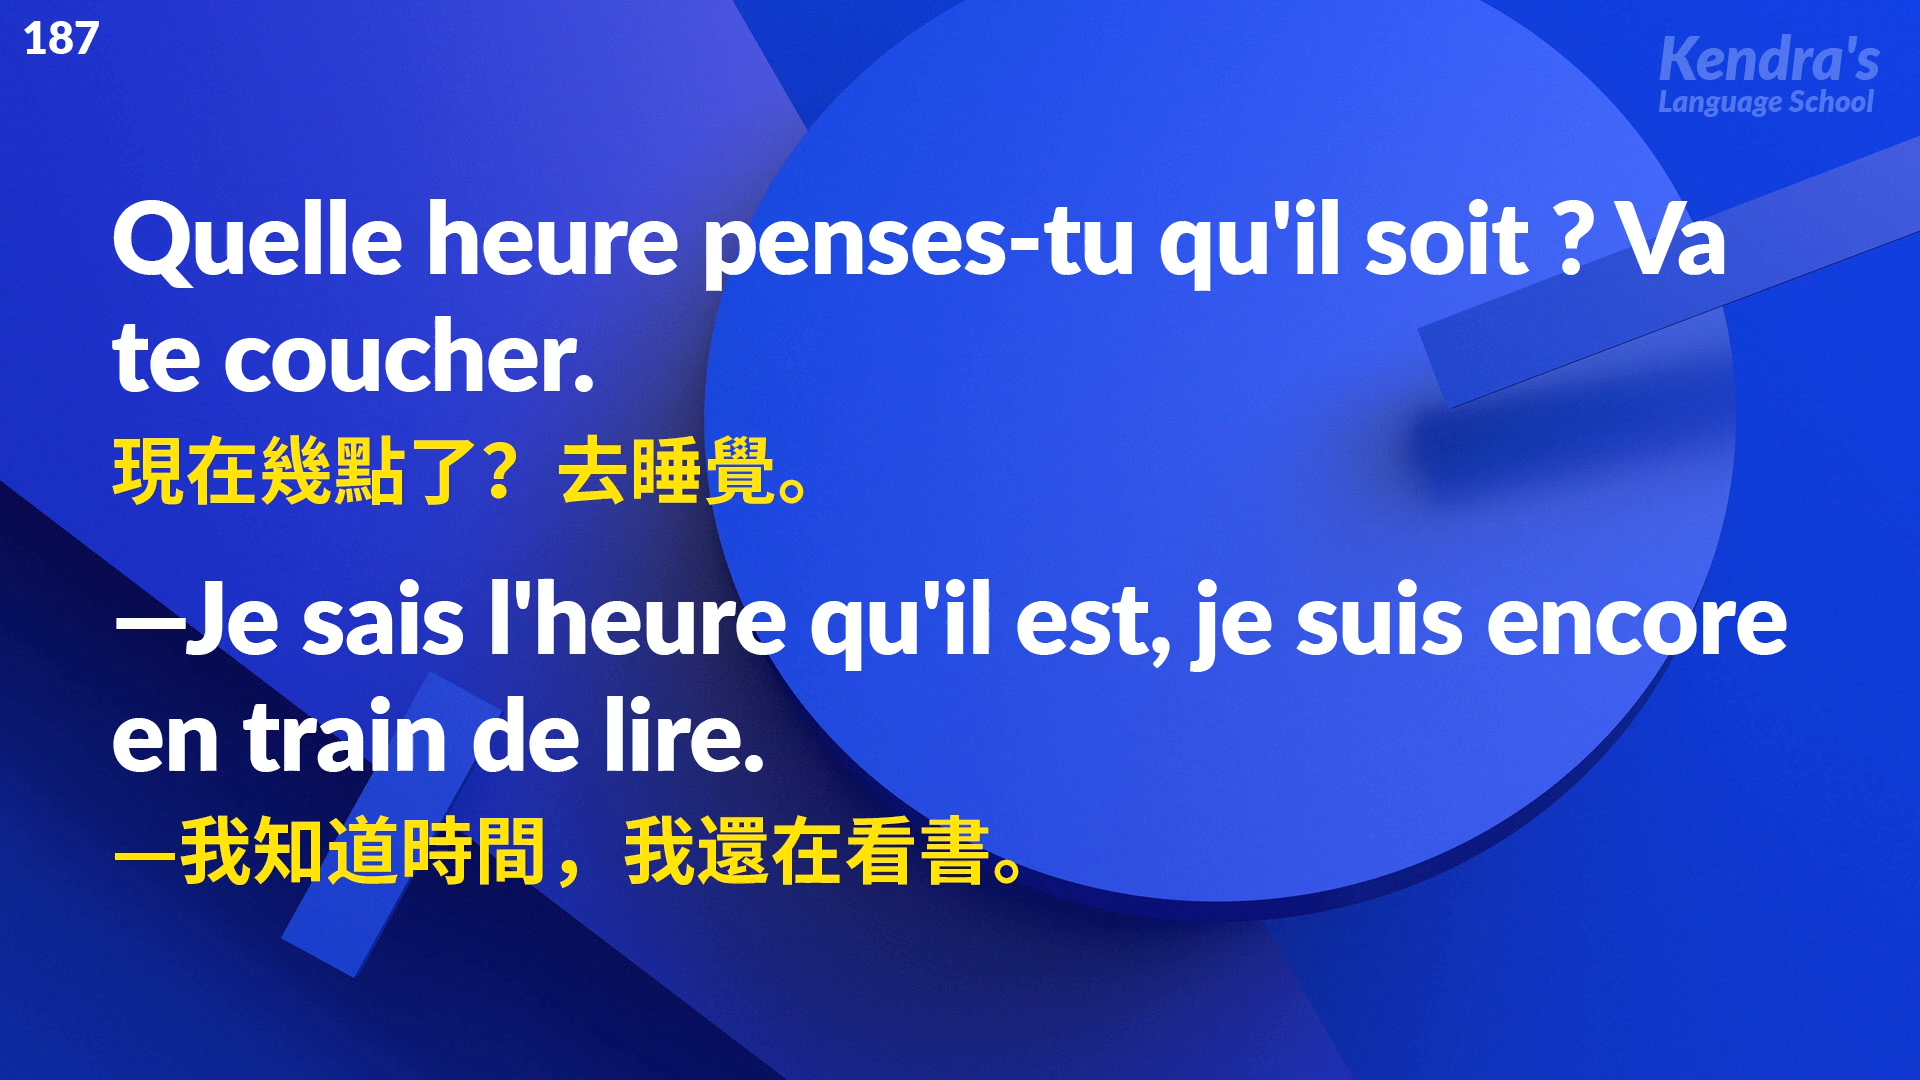 187
Kendra's
Language School
Quelle heure penses-tu qu'il soit ? Va
te coucher.
現在幾點了？去睡覺。
—Je sais l'heure qu'il est, je suis encore
en train de lire.
—我知道時間，我還在看書。